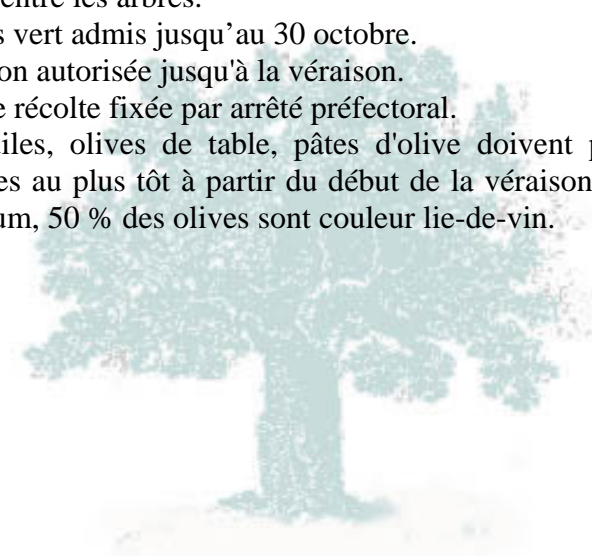 entre les arbres.
s vert admis jusqu’au 30 octobre.
on autorisée jusqu'à la véraison.
e récolte fixée par arrêté préfectoral.
iles, olives de table, pâtes d'olive doivent p
es au plus tôt à partir du début de la véraison
um, 50 % des olives sont couleur lie-de-vin.